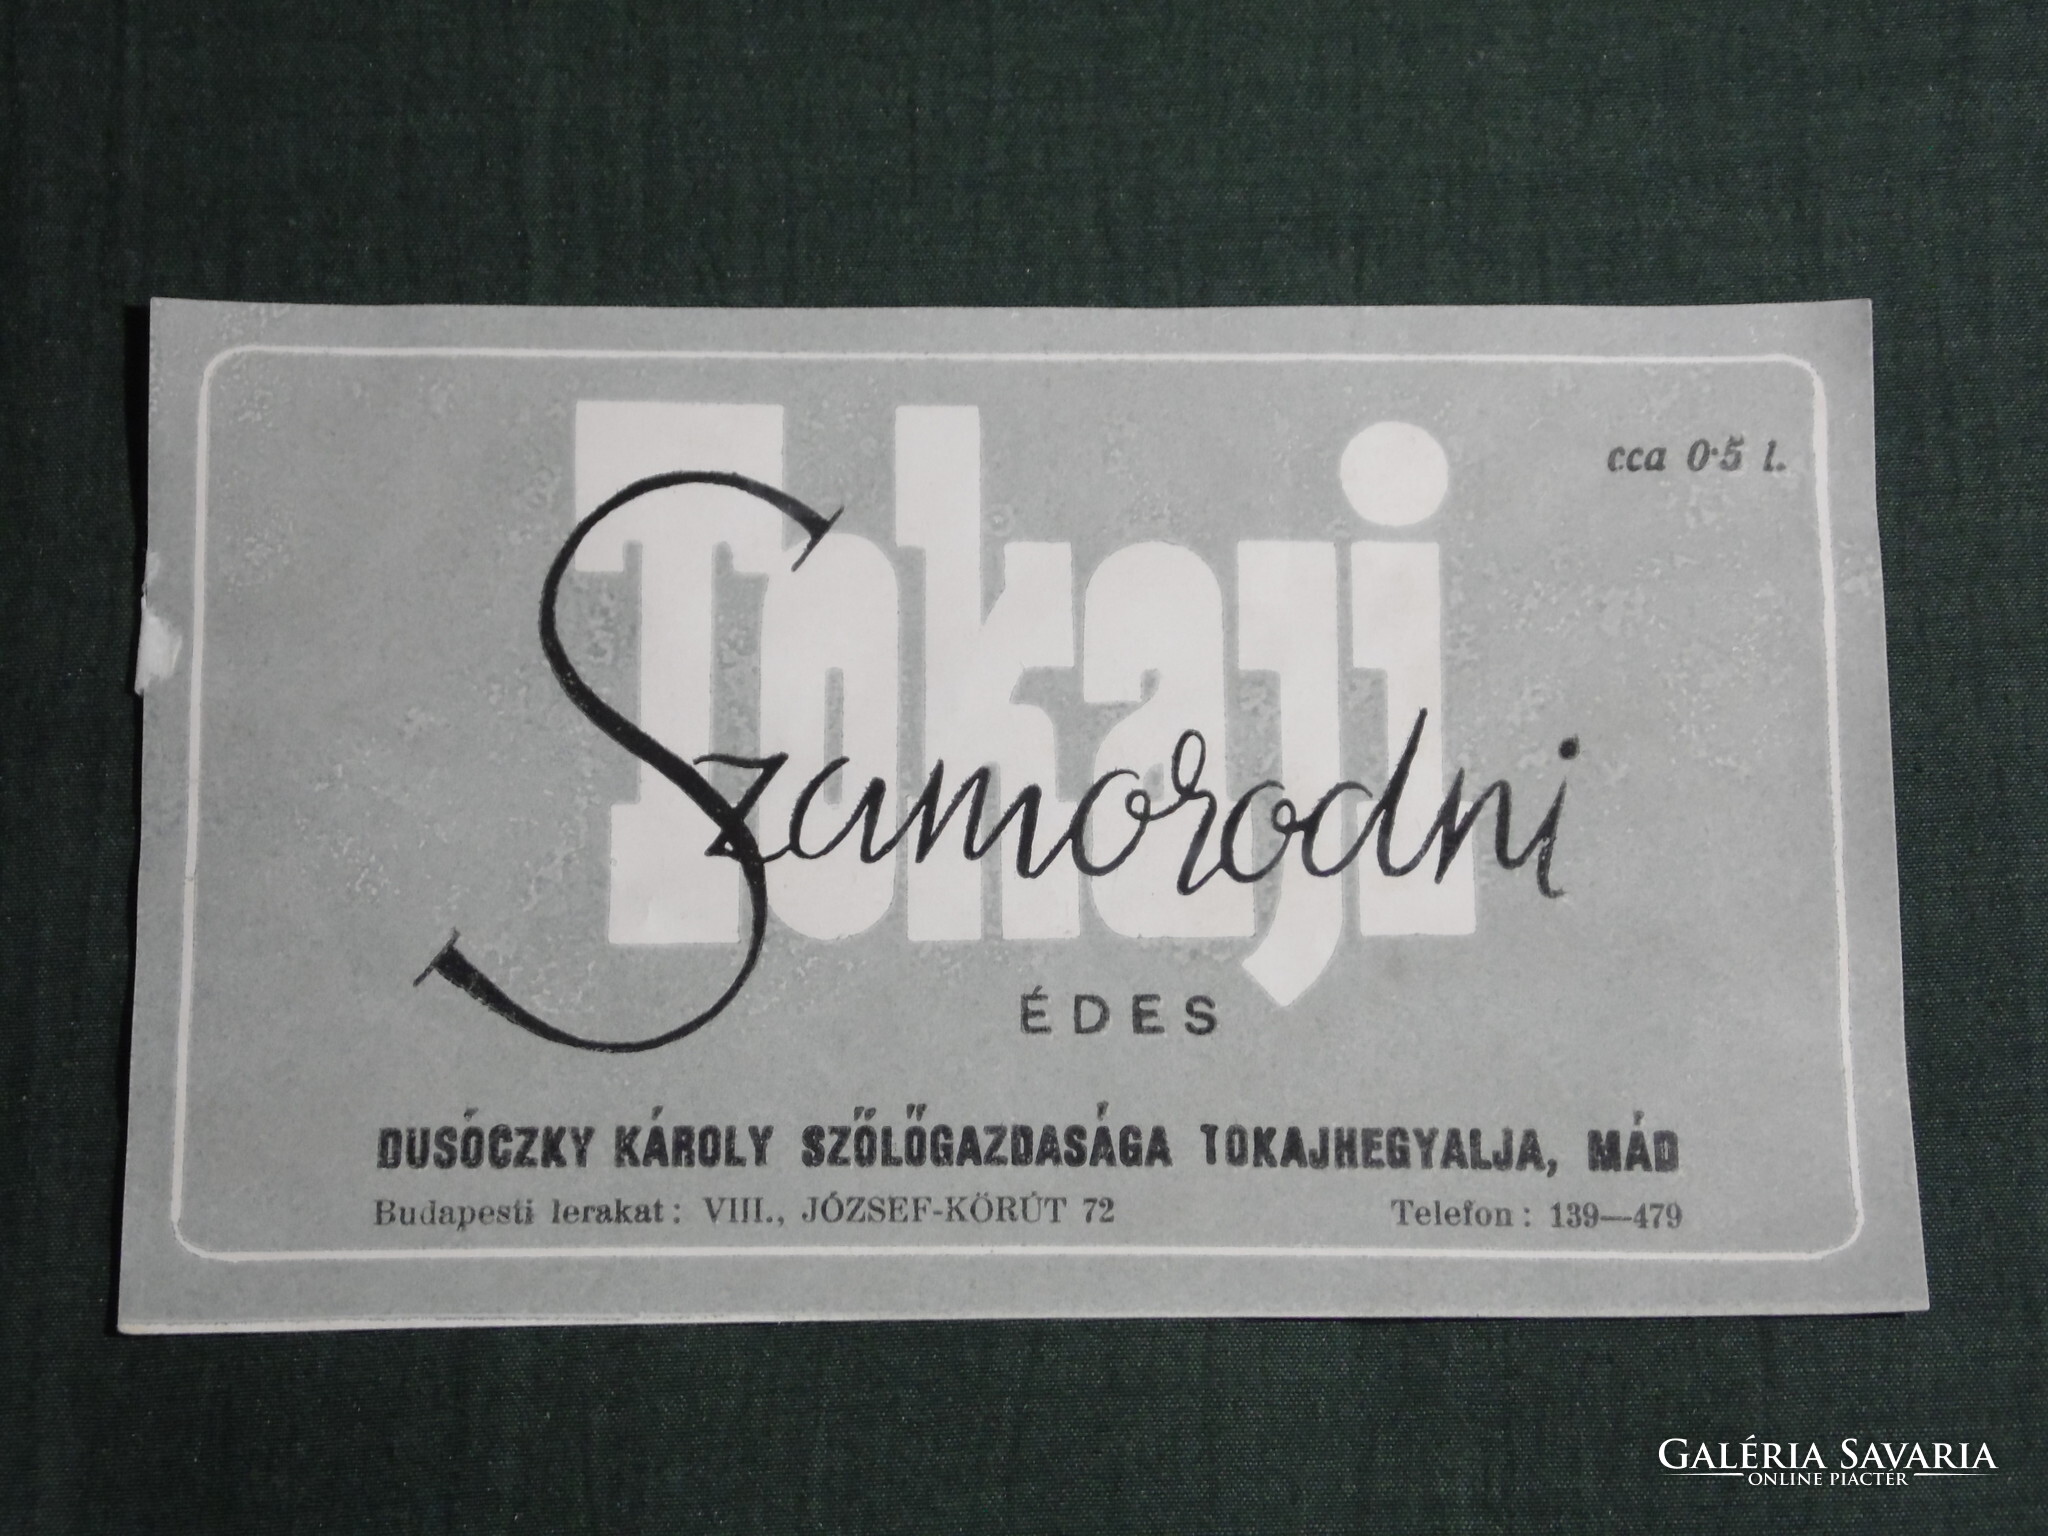 Tokaji
cca 0·5 l.
Szamorodni
ÉDES
DUSÓCZKY KÁROLY SZŐLŐGAZDASÁGA TOKAJHEGYALJA, MÁD
Budapesti lerakat: VIII., JÓZSEF-KÖRÚT 72 Telefon: 139—479
GALÉRIA SAVARIA
ONLINE PIACTÉR